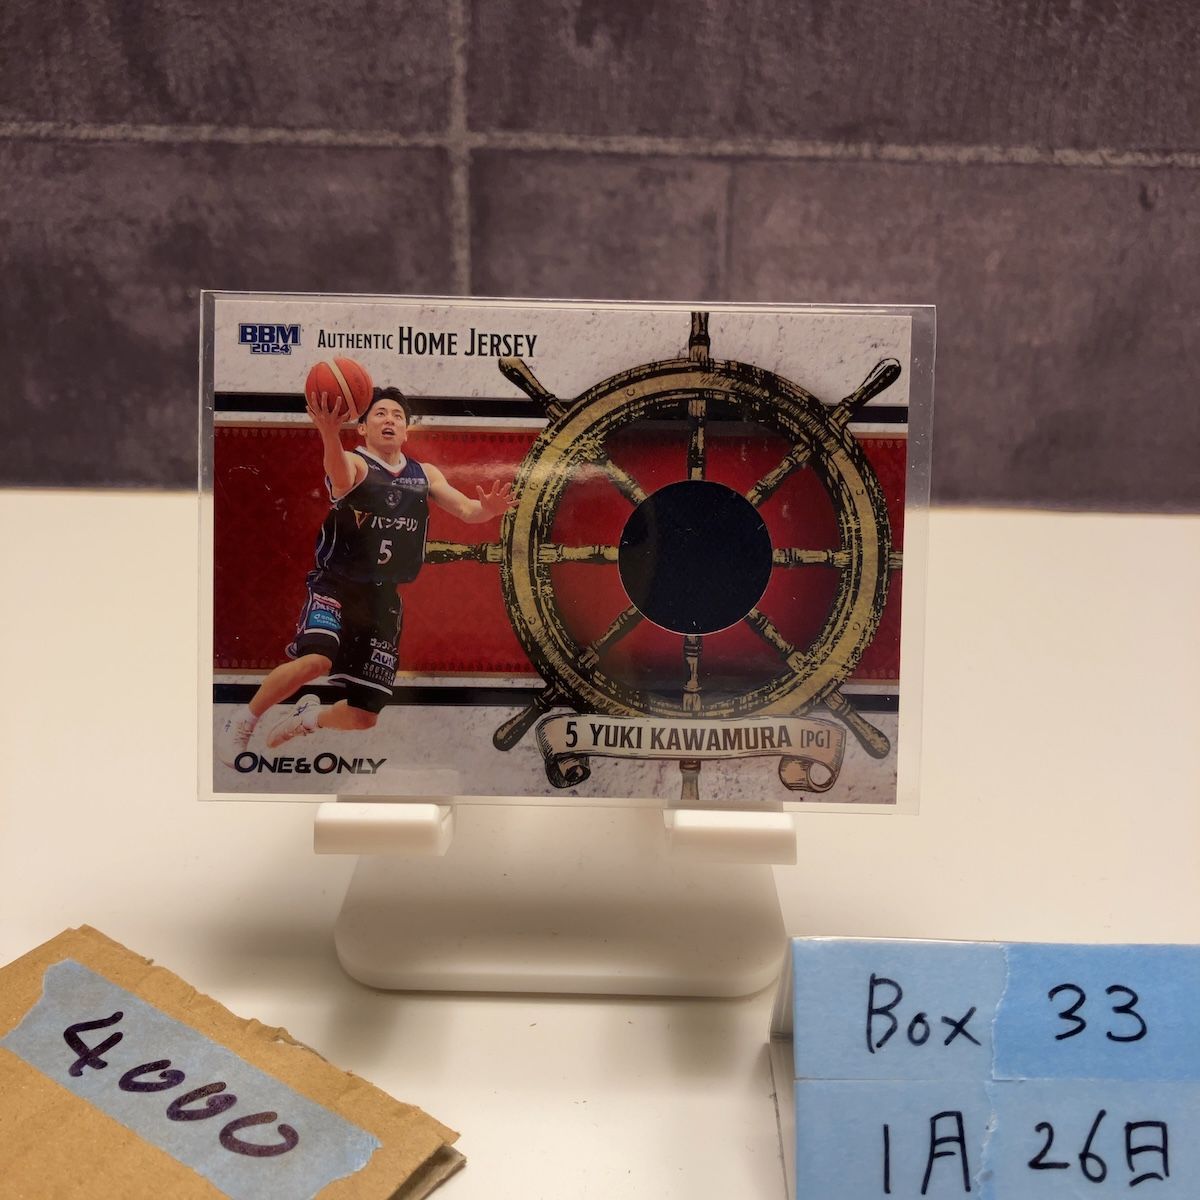 BBM
2024
AUTHENTIC HOME JERSEY
バンテリン
5
AUN
5 YUKI KAWAMURA [PG]
ONE&ONLY
4000
Box 33
1月 26日